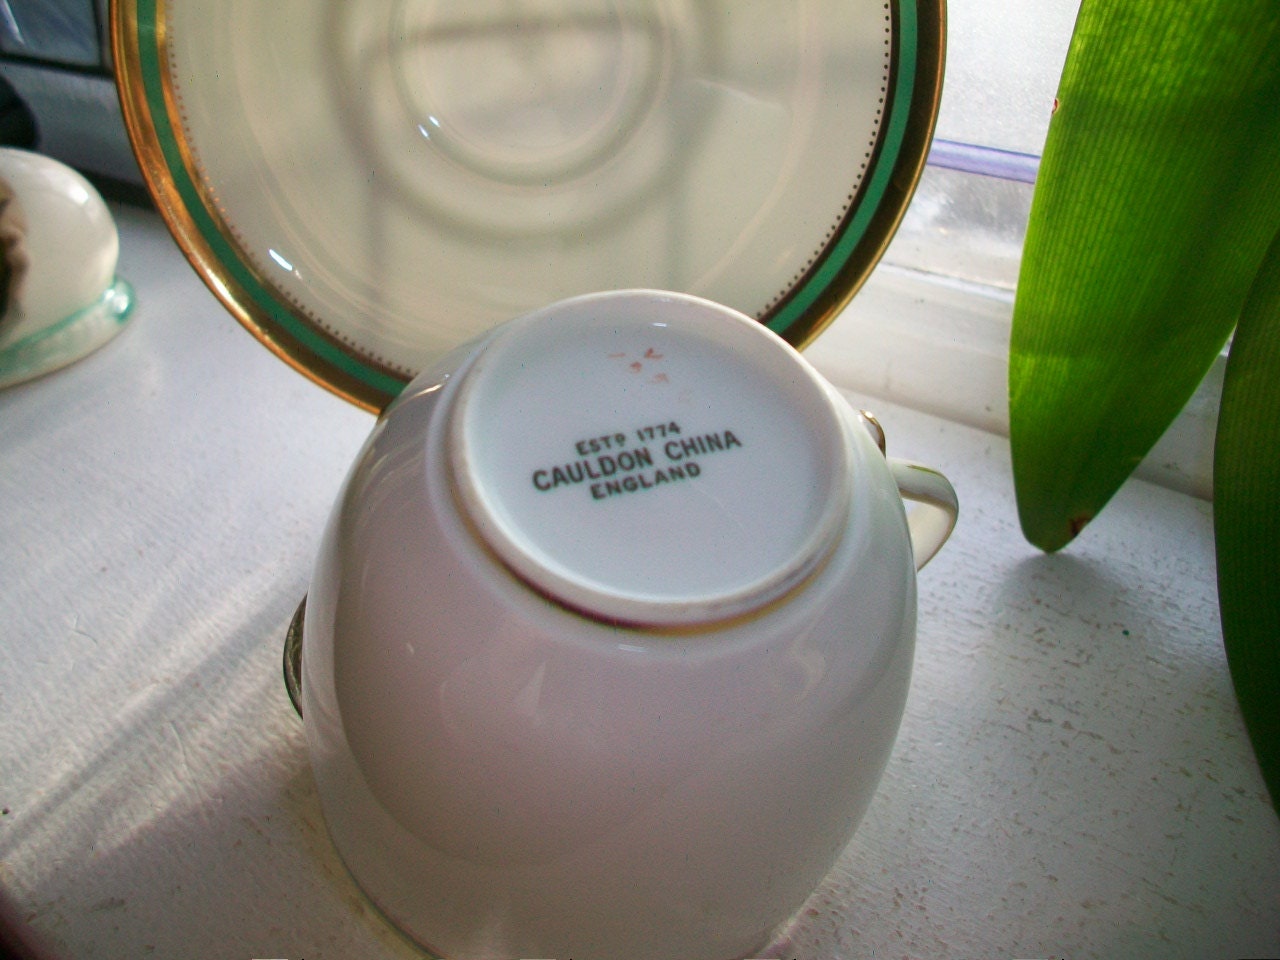 ESTD 1774
CAULDON CHINA
ENGLAND